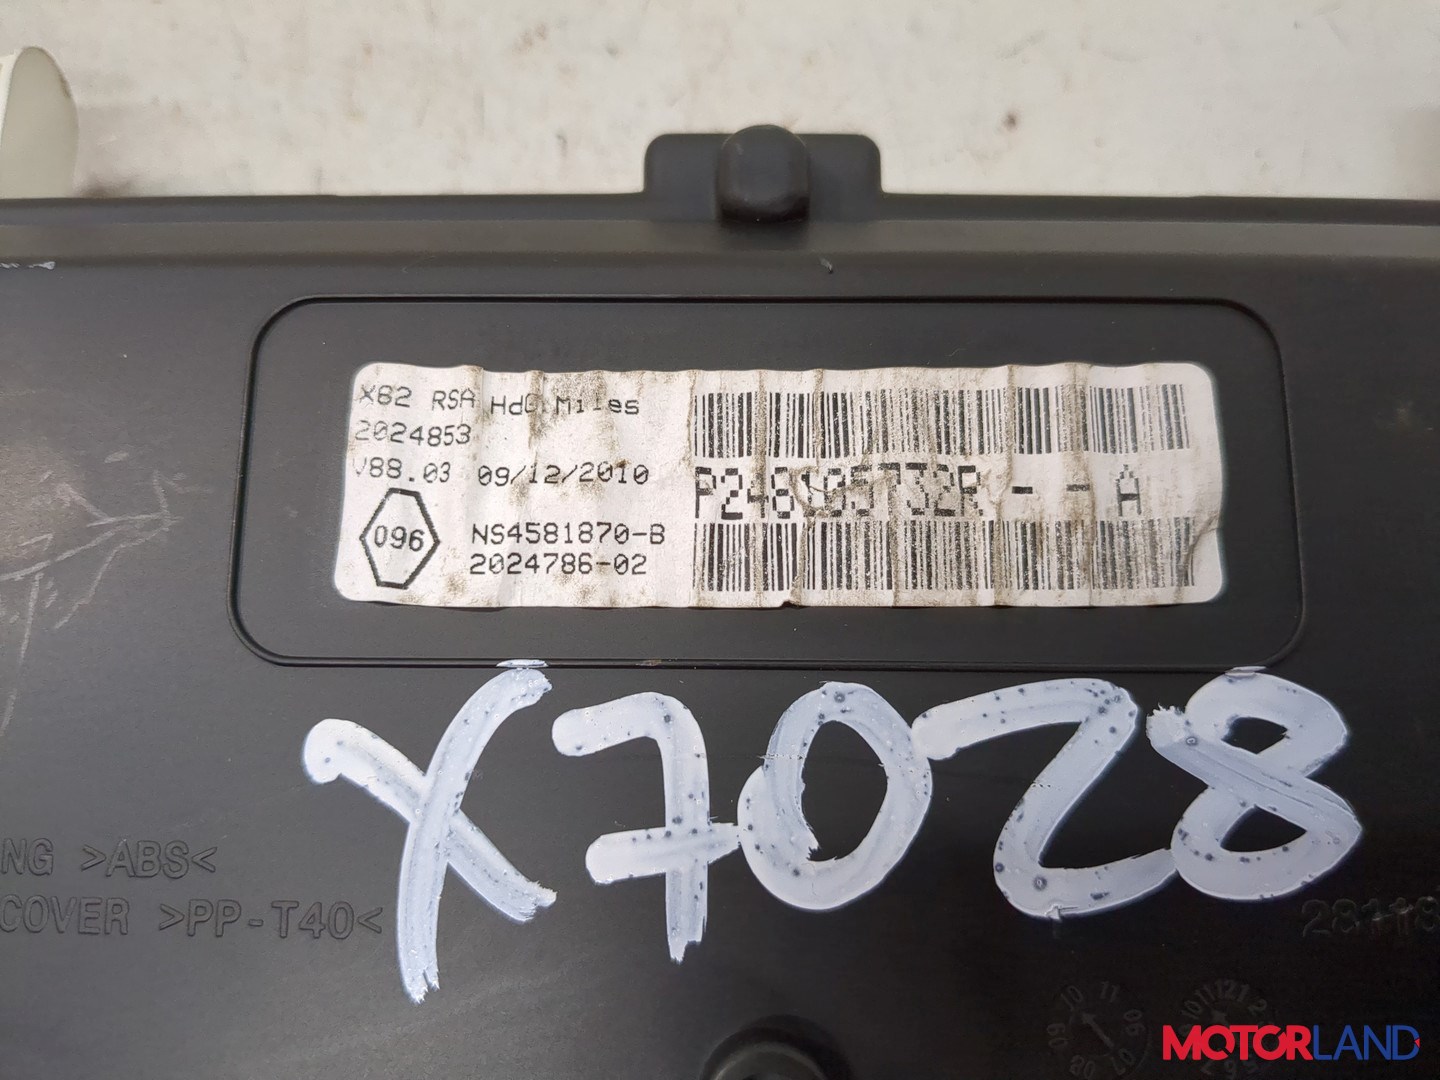 X82 RSA HdG Miles
2024853
V88.03 09/12/2010
096
NS4581870-B
2024786-02
P248105732R--A
X7028
NG >ABS<
COVER >PP-T40<
MOTORLAND